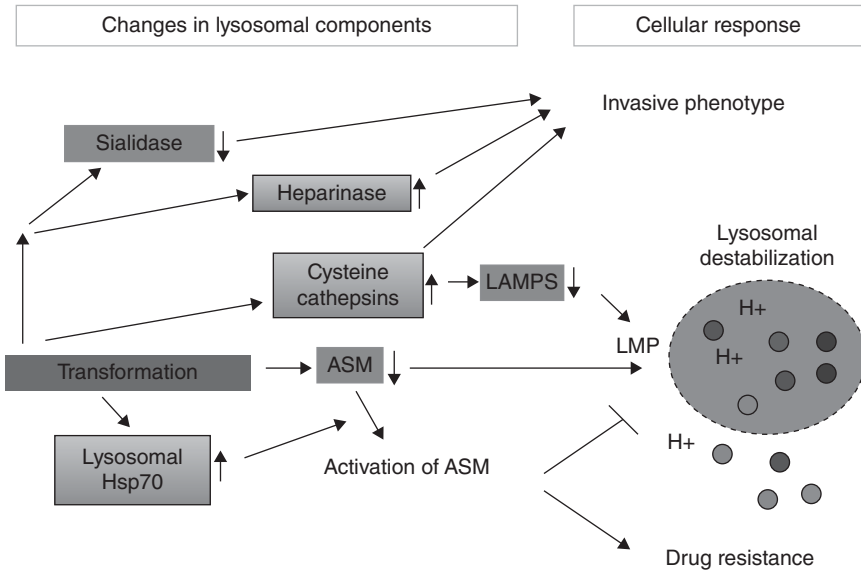 Changes in lysosomal components
Cellular response
Invasive phenotype
Sialidase
Heparinase
Lysosomal
destabilization
Cysteine
cathepsins
LAMPS
H+
H+
LMP
Transformation
ASM
Lysosomal
Hsp70
Activation of ASM
H+
Drug resistance